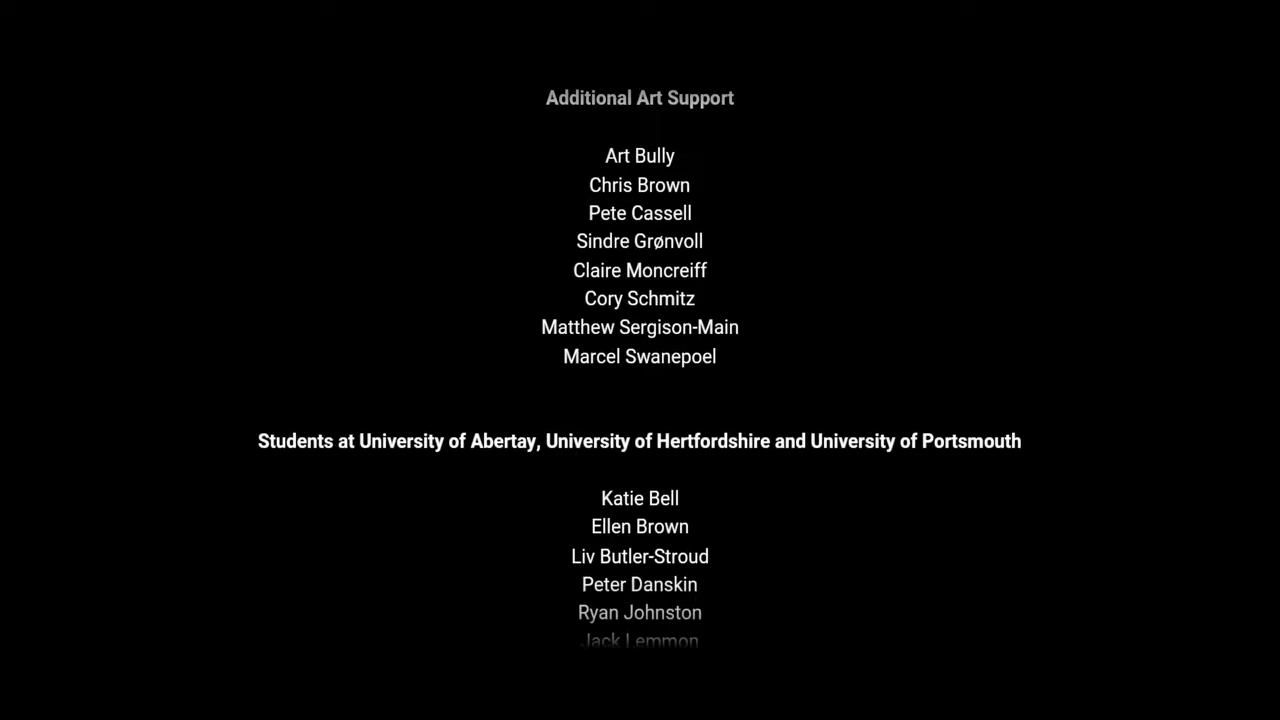 Additional Art Support
Art Bully
Chris Brown
Pete Cassell
Sindre Grønvoll
Claire Moncreiff
Cory Schmitz
Matthew Sergison-Main
Marcel Swanepoel
Students at University of Abertay, University of Hertfordshire and University of Portsmouth
Katie Bell
Ellen Brown
Liv Butler-Stroud
Peter Danskin
Ryan Johnston
Jack Lemmon